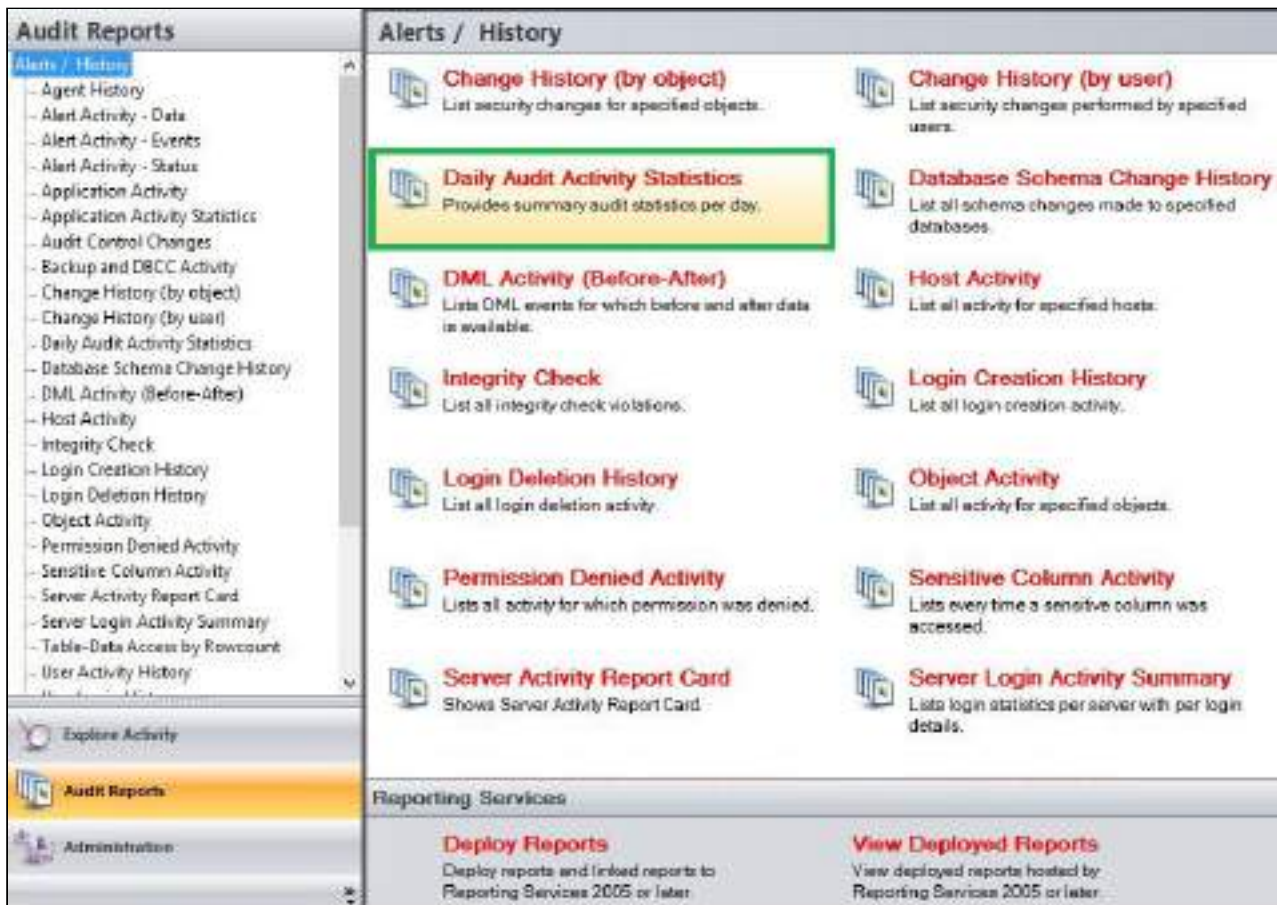 Audit Reports
Alerts / History
Agent History
Alert Activity - Data
Alert Activity - Events
Alert Activity - Status
Application Activity
Application Activity Statistics
Audit Control Changes
Backup and DBCC Activity
Change History (by object)
Change History (by user)
Daily Audit Activity Statistics
Database Schema Change History
DML Activity (Before-After)
Host Activity
Integrity Check
Login Creation History
Login Deletion History
Object Activity
Permission Denied Activity
Sensitive Column Activity
Server Activity Report Card
Server Login Activity Summary
Table-Data Access by Rowcount
User Activity History
Explore Activity
Audit Reports
Administration
Alerts / History
Change History (by object)
List security changes for specified objects.
Change History (by user)
List security changes performed by specified
users.
Daily Audit Activity Statistics
Provides summary audit statistics per day.
Database Schema Change History
List all schema changes made to specified
databases.
DML Activity (Before-After)
Lists DML events for which before and after data
is available.
Host Activity
List all activity for specified hosts.
Integrity Check
List all integrity check violations.
Login Creation History
List all login creation activity.
Login Deletion History
List all login deletion activity.
Object Activity
List all activity for specified objects.
Permission Denied Activity
Lists all activity for which permission was denied.
Sensitive Column Activity
Lists every time a sensitive column was
accessed.
Server Activity Report Card
Shows Server Activity Report Card
Server Login Activity Summary
Lists login statistics per server with per login
details.
Reporting Services
Deploy Reports
Deploy reports and linked reports to
Reporting Services 2005 or later.
View Deployed Reports
View deployed reports hosted by
Reporting Services 2005 or later.